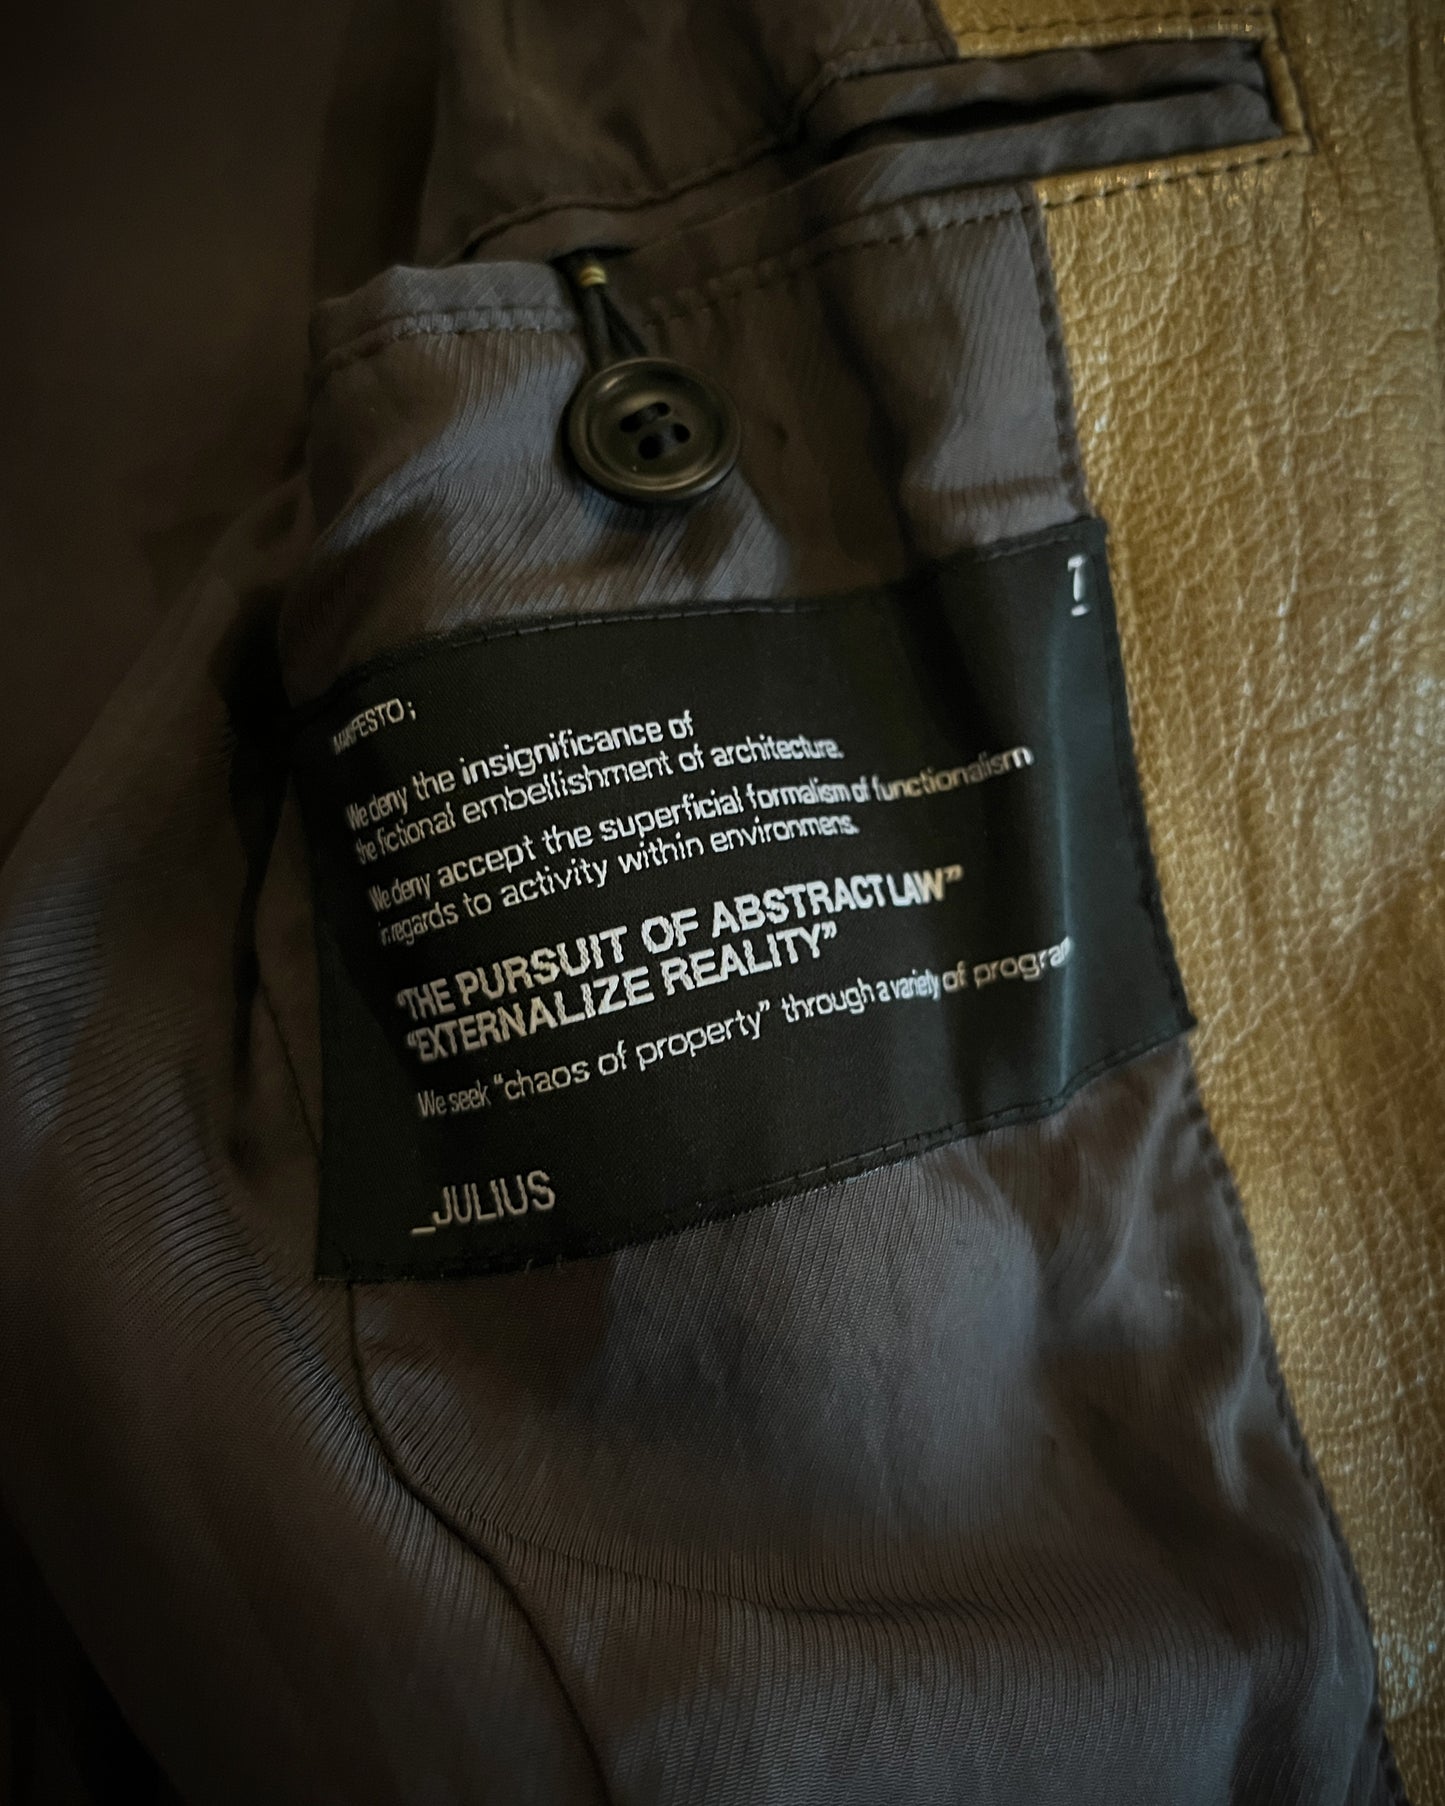 7
MANIFESTO;
We deny the insignificance of
the fictional embellishment of architecture.
We deny accept the superficial formalism of functionalism
in regards to activity within environmens.
"THE PURSUIT OF ABSTRACT LAW"
"EXTERNALIZE REALITY"
We seek "chaos of property" through a variety of program
_JULIUS